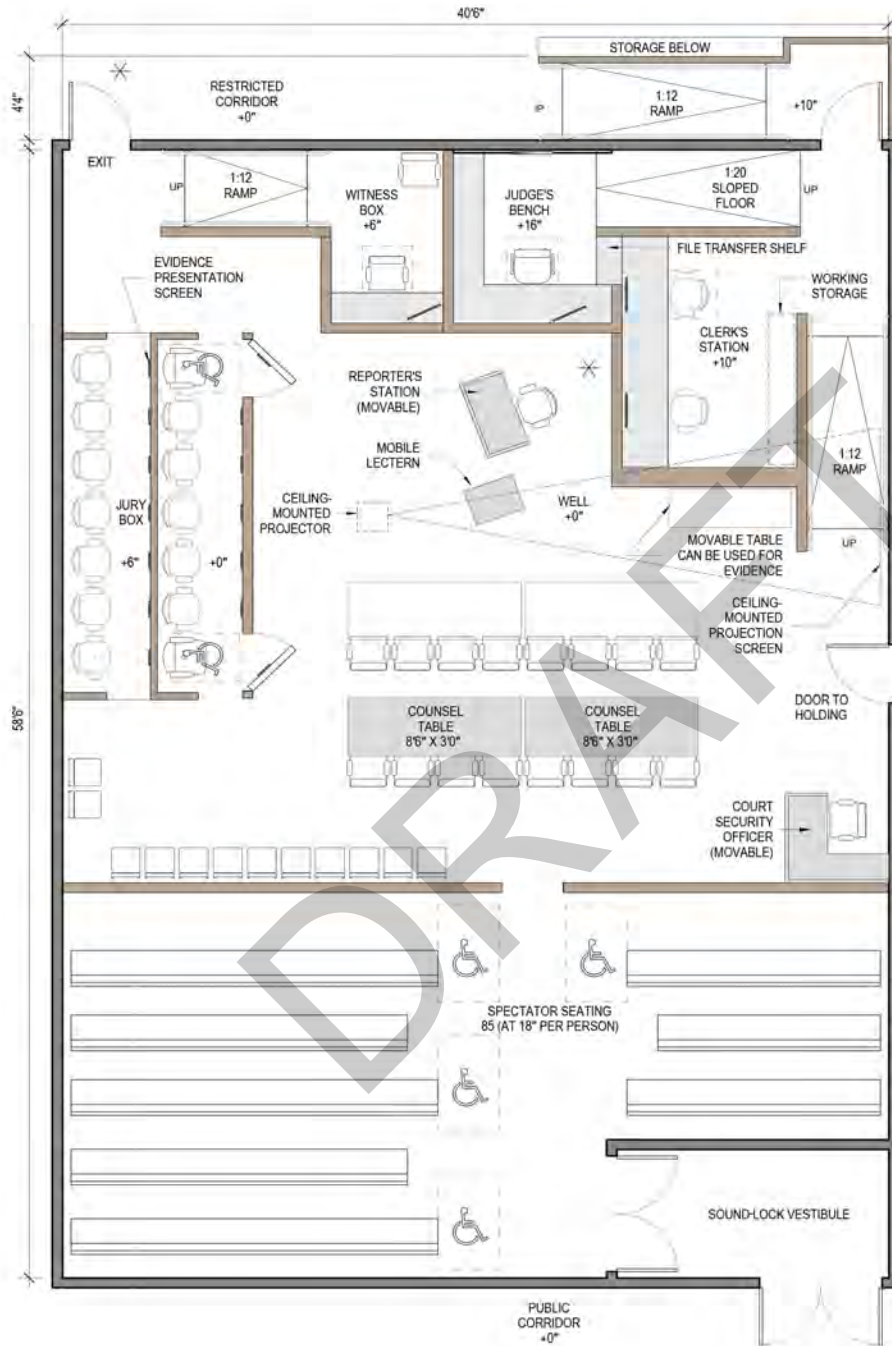 40'6"
STORAGE BELOW
RESTRICTED
CORRIDOR
+0"
4'4"
1:12
RAMP
+10"
EXIT
UP
1:12
RAMP
WITNESS
BOX
+6"
JUDGE'S
BENCH
+16"
1:20
SLOPED
FLOOR
UP
FILE TRANSFER SHELF
EVIDENCE
PRESENTATION
SCREEN
WORKING
STORAGE
CLERK'S
STATION
+10"
REPORTER'S
STATION
(MOVABLE)
MOBILE
LECTERN
1:12
RAMP
CEILING-
MOUNTED
PROJECTOR
WELL
+0"
JURY
BOX
+6"
+0"
MOVABLE TABLE
CAN BE USED FOR
EVIDENCE
UP
CEILING-
MOUNTED
PROJECTION
SCREEN
DOOR TO
HOLDING
COUNSEL
TABLE
8'6" X 3'0"
COUNSEL
TABLE
8'6" X 3'0"
58'6"
COURT
SECURITY
OFFICER
(MOVABLE)
SPECTATOR SEATING
85 (AT 18" PER PERSON)
SOUND-LOCK VESTIBULE
PUBLIC
CORRIDOR
+0"
DRAFT